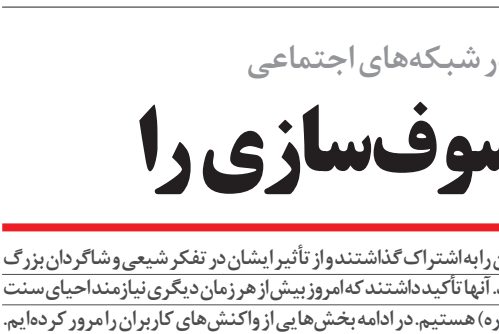 ر شبکه‌های اجتماعی
سوف‌سازی را
ن را به اشتراک گذاشتند و از تأثیر ایشان در تفکر شیعی و شاگردان بزرگ
د. آنها تأکید داشتند که امروز بیش از هر زمان دیگری نیازمند احیای سنت
ه) هستیم. در ادامه بخش‌هایی از واکنش‌های کاربران را مرور کرده‌ایم.